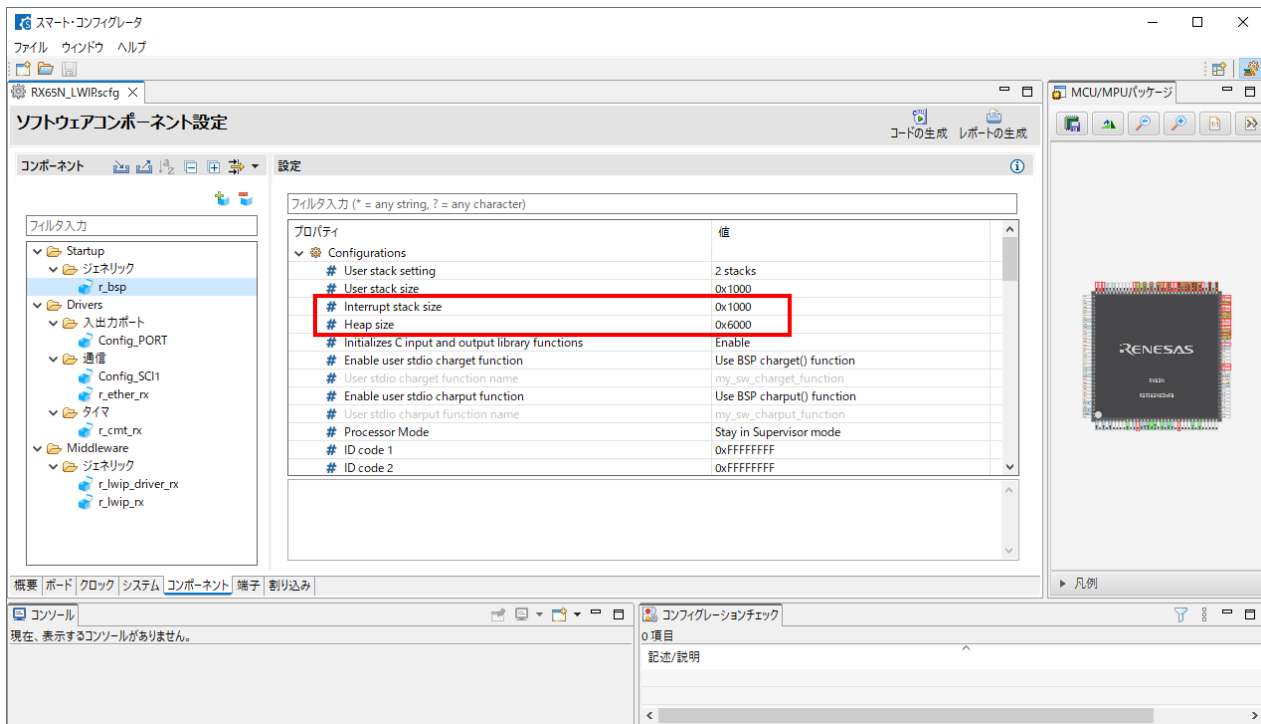 スマート・コンフィグレータ
ファイル ウィンドウ ヘルプ
RX65N_LWIP.scfg
ソフトウェアコンポーネント設定
コードの生成 レポートの生成
コンポーネント
フィルタ入力
Startup
ジェネリック
r_bsp
Drivers
入出力ポート
Config_PORT
通信
Config_SCI1
r_ether_rx
タイマ
r_cmt_rx
Middleware
ジェネリック
r_lwip_driver_rx
r_lwip_rx
設定
フィルタ入力 (* = any string, ? = any character)
プロパティ 値
Configurations
# User stack setting 2 stacks
# User stack size 0x1000
# Interrupt stack size 0x1000
# Heap size 0x6000
# Initializes C input and output library functions Enable
# Enable user stdio charget function Use BSP charget() function
# User stdio charget function name my_sw_charget_function
# Enable user stdio charput function Use BSP charput() function
# User stdio charput function name my_sw_charput_function
# Processor Mode Stay in Supervisor mode
# ID code 1 0xFFFFFFFF
# ID code 2 0xFFFFFFFF
概要 ボード クロック システム コンポーネント 端子 割り込み
MCU/MPUパッケージ
RENESAS
凡例
コンソール
現在、表示するコンソールがありません。
コンフィグレーションチェック
0 項目
記述/説明